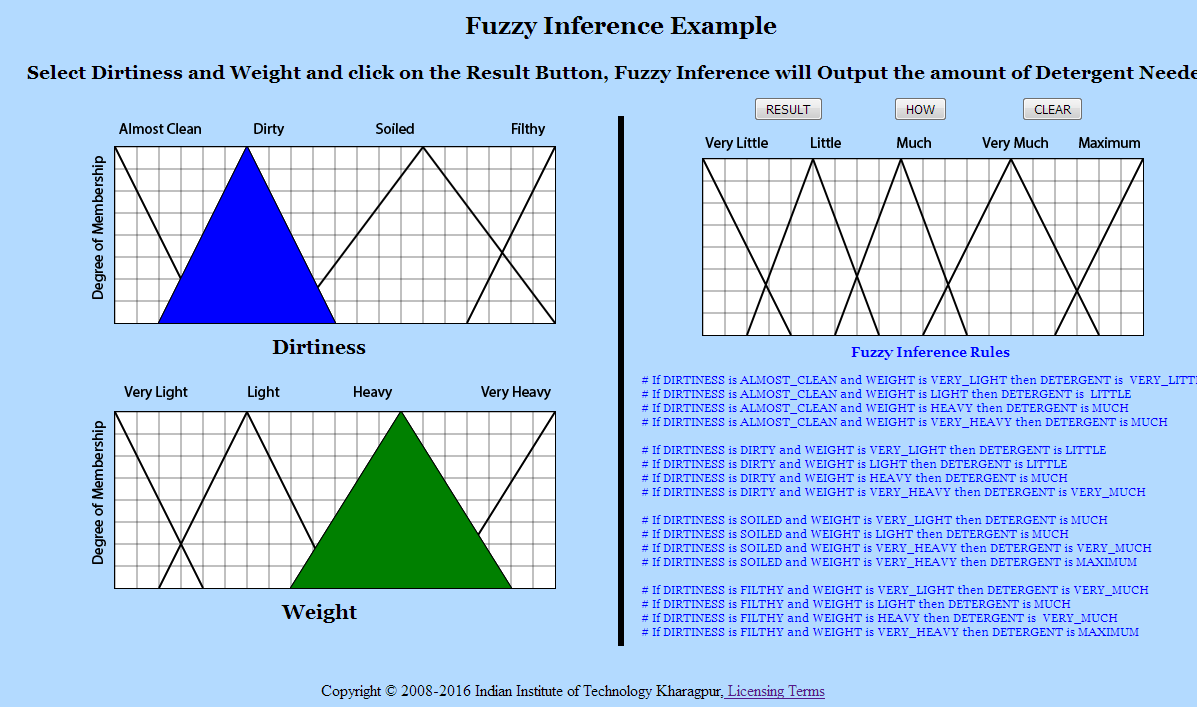 Fuzzy Inference Example
Select Dirtiness and Weight and click on the Result Button, Fuzzy Inference will Output the amount of Detergent Neede
RESULT HOW CLEAR
Almost Clean Dirty Soiled Filthy
Degree of Membership
Dirtiness
Very Light Light Heavy Very Heavy
Degree of Membership
Weight
Very Little Little Much Very Much Maximum
Fuzzy Inference Rules
# If DIRTINESS is ALMOST_CLEAN and WEIGHT is VERY_LIGHT then DETERGENT is VERY_LITT
# If DIRTINESS is ALMOST_CLEAN and WEIGHT is LIGHT then DETERGENT is LITTLE
# If DIRTINESS is ALMOST_CLEAN and WEIGHT is HEAVY then DETERGENT is MUCH
# If DIRTINESS is ALMOST_CLEAN and WEIGHT is VERY_HEAVY then DETERGENT is MUCH
# If DIRTINESS is DIRTY and WEIGHT is VERY_LIGHT then DETERGENT is LITTLE
# If DIRTINESS is DIRTY and WEIGHT is LIGHT then DETERGENT is LITTLE
# If DIRTINESS is DIRTY and WEIGHT is HEAVY then DETERGENT is MUCH
# If DIRTINESS is DIRTY and WEIGHT is VERY_HEAVY then DETERGENT is VERY_MUCH
# If DIRTINESS is SOILED and WEIGHT is VERY_LIGHT then DETERGENT is MUCH
# If DIRTINESS is SOILED and WEIGHT is LIGHT then DETERGENT is MUCH
# If DIRTINESS is SOILED and WEIGHT is VERY_HEAVY then DETERGENT is VERY_MUCH
# If DIRTINESS is SOILED and WEIGHT is VERY_HEAVY then DETERGENT is MAXIMUM
# If DIRTINESS is FILTHY and WEIGHT is VERY_LIGHT then DETERGENT is VERY_MUCH
# If DIRTINESS is FILTHY and WEIGHT is LIGHT then DETERGENT is MUCH
# If DIRTINESS is FILTHY and WEIGHT is HEAVY then DETERGENT is VERY_MUCH
# If DIRTINESS is FILTHY and WEIGHT is VERY_HEAVY then DETERGENT is MAXIMUM
Copyright © 2008-2016 Indian Institute of Technology Kharagpur, Licensing Terms